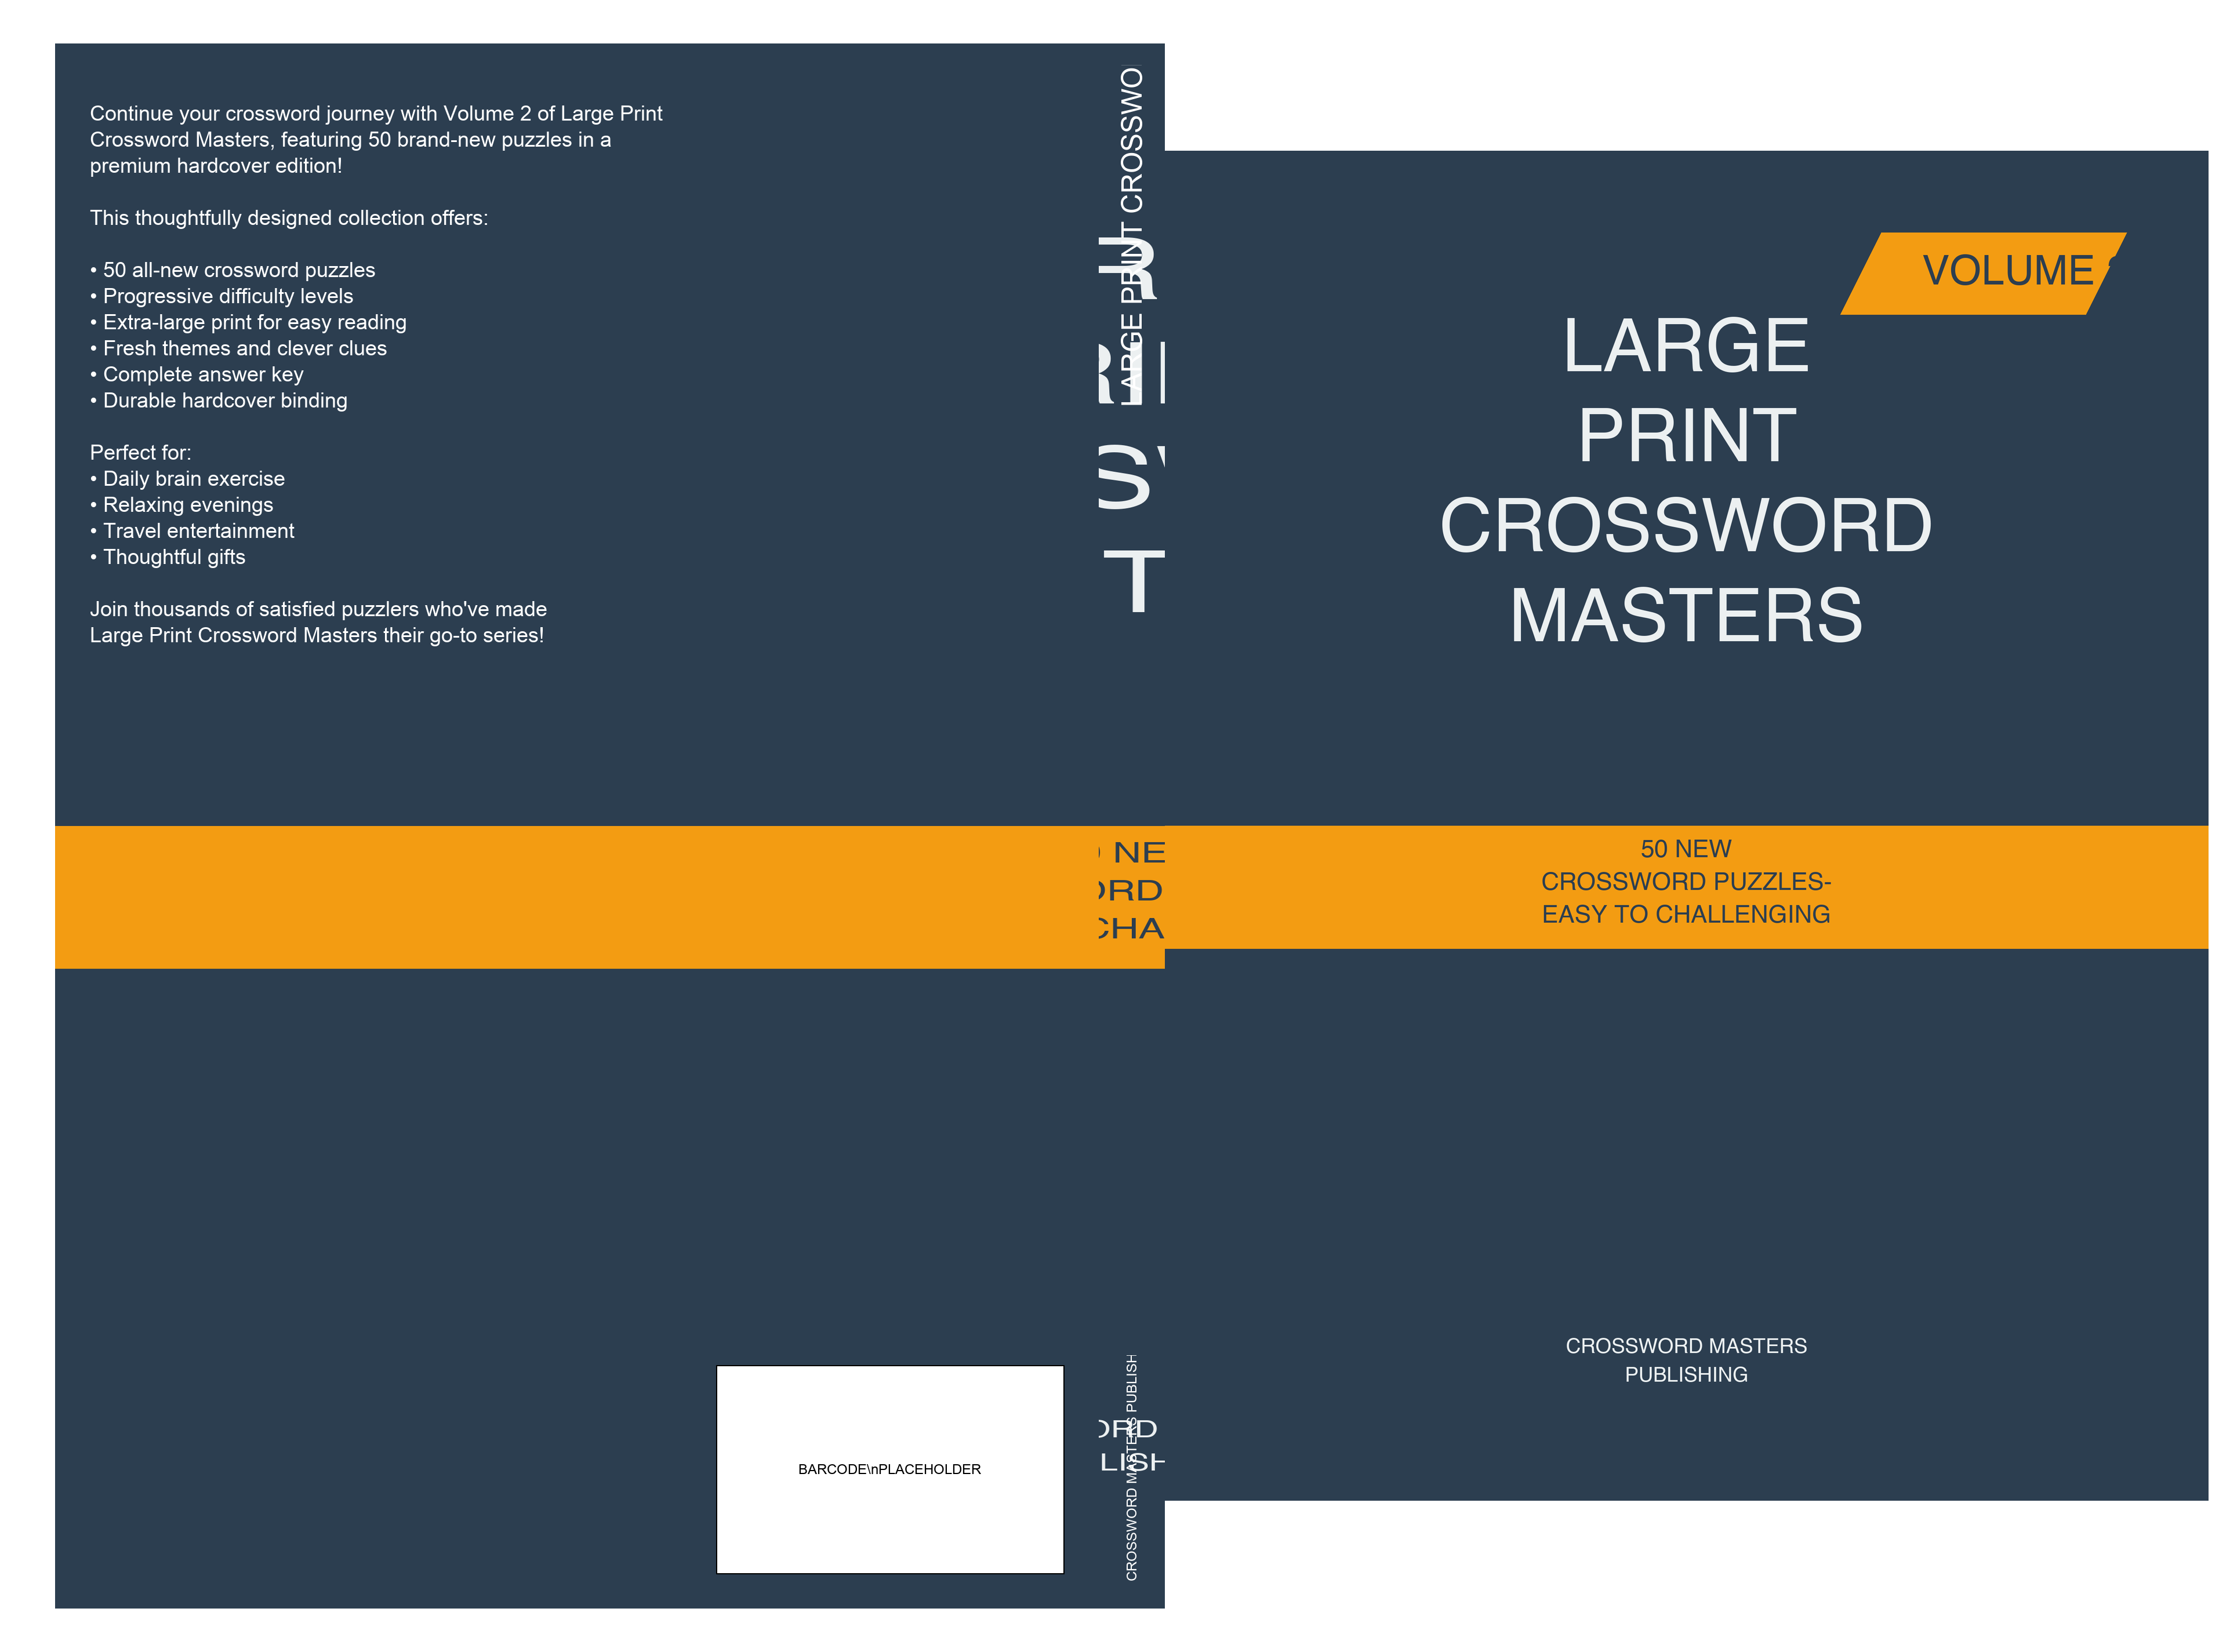 Continue your crossword journey with Volume 2 of Large Print
Crossword Masters, featuring 50 brand-new puzzles in a
premium hardcover edition!
This thoughtfully designed collection offers:
• 50 all-new crossword puzzles
• Progressive difficulty levels
• Extra-large print for easy reading
• Fresh themes and clever clues
• Complete answer key
• Durable hardcover binding
Perfect for:
• Daily brain exercise
• Relaxing evenings
• Travel entertainment
• Thoughtful gifts
Join thousands of satisfied puzzlers who've made
Large Print Crossword Masters their go-to series!
BARCODE\nPLACEHOLDER
LARGE PRINT CROSSWO
R
T
NE
ORD
CHA
CROSSWORD MASTERS PUBLISH
ORD
LISH
VOLUME
LARGE
PRINT
CROSSWORD
MASTERS
50 NEW
CROSSWORD PUZZLES-
EASY TO CHALLENGING
CROSSWORD MASTERS
PUBLISHING